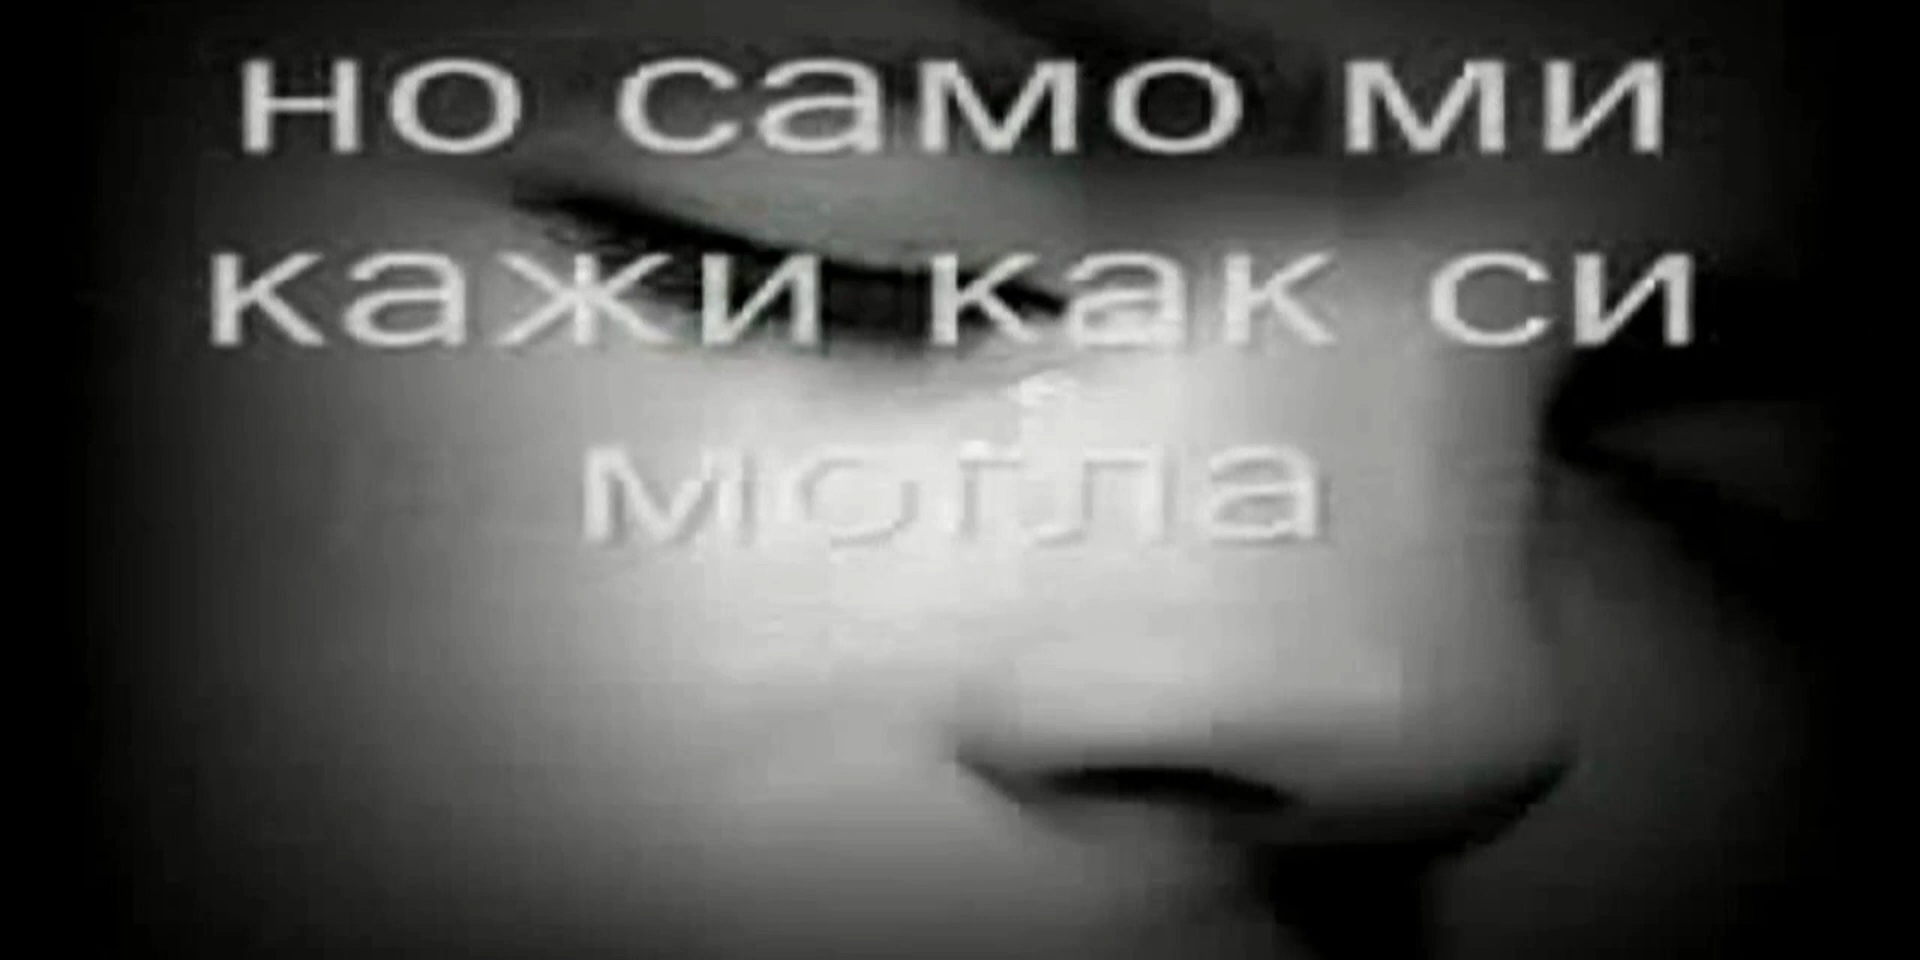 но само ми
кажи как си
могла